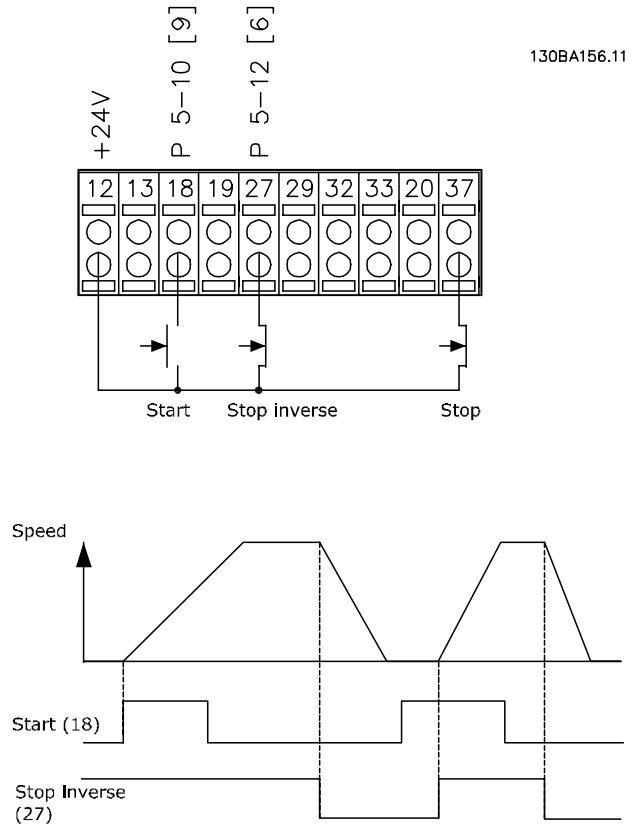 130BA156.11
+24V
P 5-10 [9]
P 5-12 [6]
12 13 18 19 27 29 32 33 20 37
Start Stop inverse Stop
Speed
Start (18)
Stop Inverse
(27)